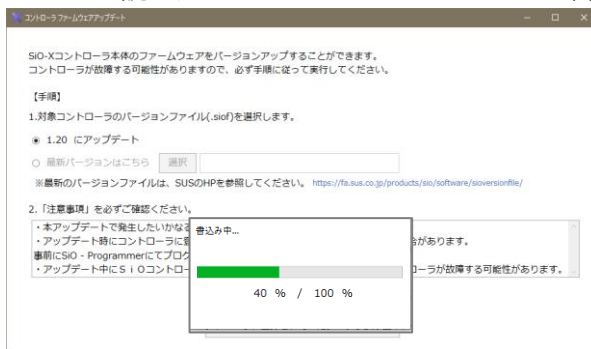 コントローラファームウェアアップデート
SiO-Xコントローラ本体のファームウェアをバージョンアップすることができます。
コントローラが故障する可能性がありますので、必ず手順に従って実行してください。
【手順】
1.対象コントローラのバージョンファイル(.siof)を選択します。
1.20 にアップデート
最新バージョンはこちら 選択
※最新のバージョンファイルは、SUSのHPを参照してください。 https://fa.sus.co.jp/products/sio/software/sioversionfile/
2.「注意事項」を必ずご確認ください。
・本アップデートで発生したいかなる
・アップデート時にコントローラに 合があります。
事前にSiO - Programmerにてプログ
・アップデート中にＳｉＯコントロー ローラが故障する可能性があります。
書込み中...
40 % / 100 %